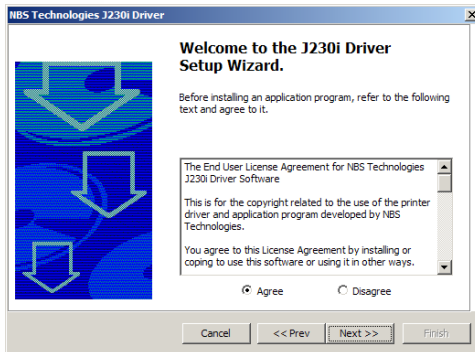 NBS Technologies J230i Driver
Welcome to the J230i Driver
Setup Wizard.
Before installing an application program, refer to the following
text and agree to it.
The End User License Agreement for NBS Technologies
J230i Driver Software
This is for the copyright related to the use of the printer
driver and application program developed by NBS
Technologies.
You agree to this License Agreement by installing or
coping to use this software or using it in other ways.
Agree
Disagree
Cancel
<< Prev
Next >>
Finish